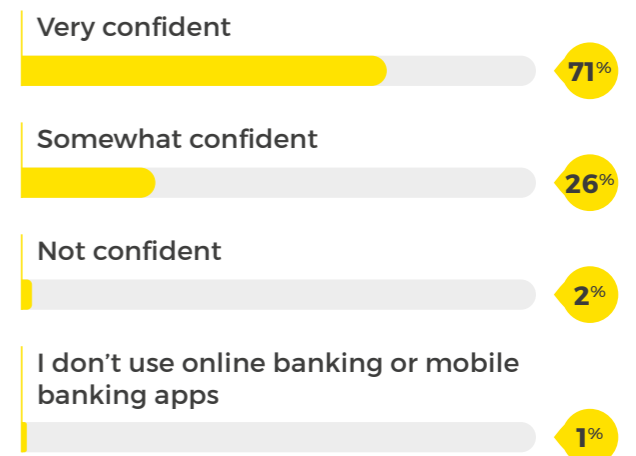 Very confident
71%
Somewhat confident
26%
Not confident
2%
I don’t use online banking or mobile
banking apps
1%